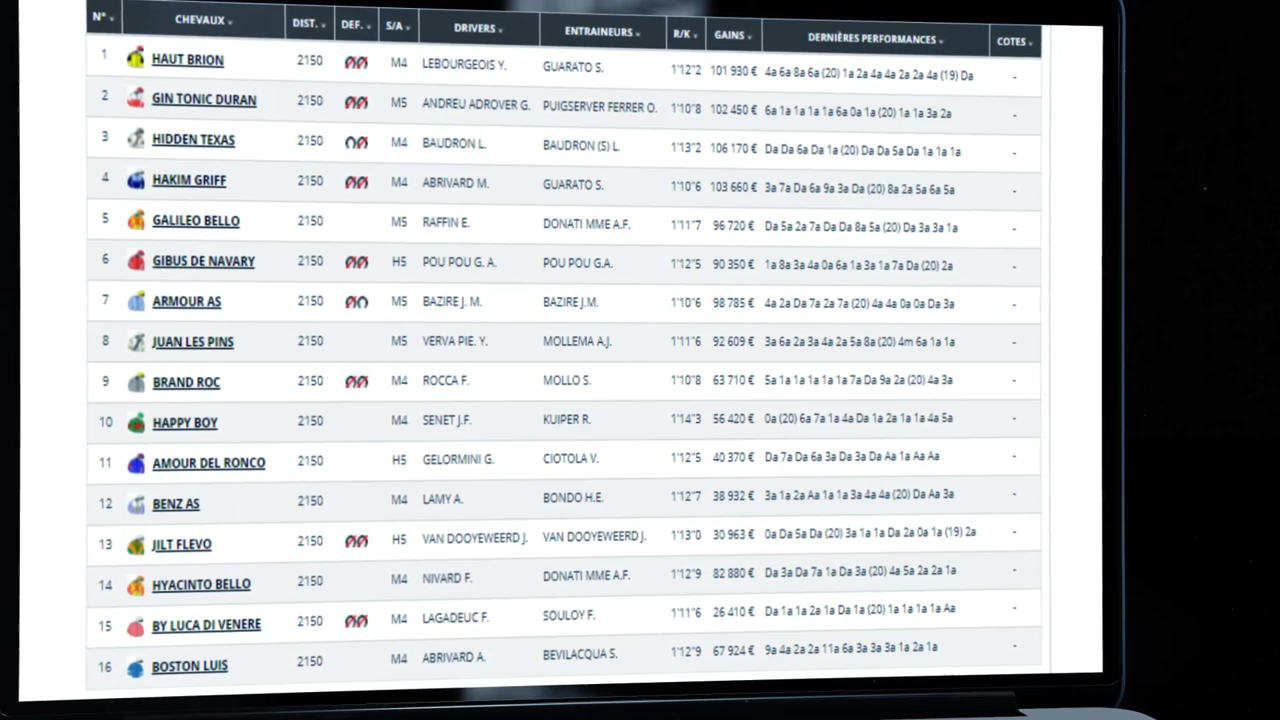 N° CHEVAUX DIST. DEF. S/A DRIVERS ENTRAINEURS R/K GAINS DERNIÈRES PERFORMANCES COTES
1 HAUT BRION 2150 M4 LEBOURGEOIS Y. GUARATO S. 1'12"2 101 930 € 4a 6a 8a 6a (20) 1a 2a 4a 4a 2a 2a 4a (19) Da -
2 GIN TONIC DURAN 2150 M5 ANDREU ADROVER G. PUIGSERVER FERRER O. 1'10"8 102 450 € 6a 1a 1a 1a 1a 6a 0a 1a (20) 1a 1a 3a 2a -
3 HIDDEN TEXAS 2150 M4 BAUDRON L. BAUDRON (S) L. 1'13"2 106 170 € Da Da 6a Da 1a (20) Da Da 5a Da 1a 1a 1a -
4 HAKIM GRIFF 2150 M4 ABRIVARD M. GUARATO S. 1'10"6 103 660 € 3a 7a Da 6a 9a 3a Da (20) 8a 2a 5a 6a 5a -
5 GALILEO BELLO 2150 M5 RAFFIN E. DONATI MME A.F. 1'11"7 96 720 € Da 5a 2a 7a Da Da 8a 5a (20) Da 3a 3a 1a -
6 GIBUS DE NAVARY 2150 H5 POU POU G. A. POU POU G.A. 1'12"5 90 350 € 1a 8a 3a 4a 0a 6a 1a 3a 1a 7a Da (20) 2a -
7 ARMOUR AS 2150 M5 BAZIRE J. M. BAZIRE J.M. 1'10"6 98 785 € 4a 2a Da 7a 2a 7a (20) 4a 4a 0a 0a Da 3a -
8 JUAN LES PINS 2150 M5 VERVA PIE. Y. MOLLEMA A.J. 1'11"6 92 609 € 3a 6a 2a 3a 4a 2a 5a 8a (20) 4m 6a 1a 1a -
9 BRAND ROC 2150 M4 ROCCA F. MOLLO S. 1'10"8 63 710 € 5a 1a 1a 1a 1a 1a 7a Da 9a 2a (20) 4a 3a -
10 HAPPY BOY 2150 M4 SENET J.F. KUIPER R. 1'14"3 56 420 € 0a (20) 6a 7a 1a 4a Da 1a 2a 1a 1a 4a 5a -
11 AMOUR DEL RONCO 2150 H5 GELORMINI G. CIOTOLA V. 1'12"5 40 370 € Da 7a Da 6a 3a Da 3a Da Aa 1a Aa Aa -
12 BENZ AS 2150 M4 LAMY A. BONDO H.E. 1'12"7 38 932 € 3a 1a 2a Aa 1a 1a 3a 4a 4a (20) Da Aa 3a -
13 JILT FLEVO 2150 H5 VAN DOOYEWEERD J. VAN DOOYEWEERD J. 1'13"0 30 963 € 0a Da 5a Da (20) 3a 1a 1a Da 2a 0a 1a (19) 2a -
14 HYACINTO BELLO 2150 M4 NIVARD F. DONATI MME A.F. 1'12"9 82 880 € Da 3a Da 7a 1a Da 3a (20) 4a 5a 2a 2a 1a -
15 BY LUCA DI VENERE 2150 M4 LAGADEUC F. SOULOY F. 1'11"6 26 410 € Da 1a 1a 2a 1a Da 1a (20) 1a 1a 1a 1a Aa -
16 BOSTON LUIS 2150 M4 ABRIVARD A. BEVILACQUA S. 1'12"9 67 924 € 9a 4a 2a 2a 11a 6a 3a 3a 3a 1a 2a 1a -